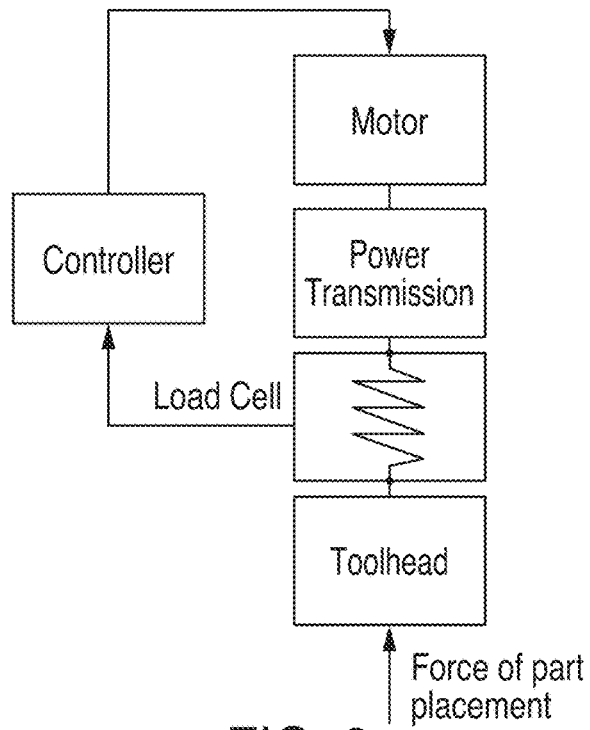 Motor
Controller
Power
Transmission
Load Cell
Toolhead
Force of part
placement